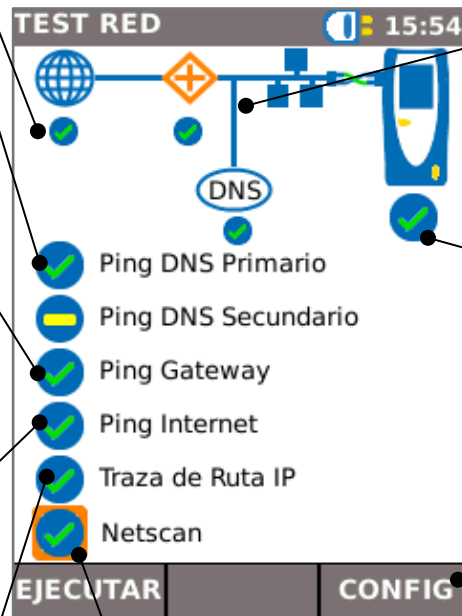 TEST RED 15:54
DNS
Ping DNS Primario
Ping DNS Secundario
Ping Gateway
Ping Internet
Traza de Ruta IP
Netscan
EJECUTAR CONFIG